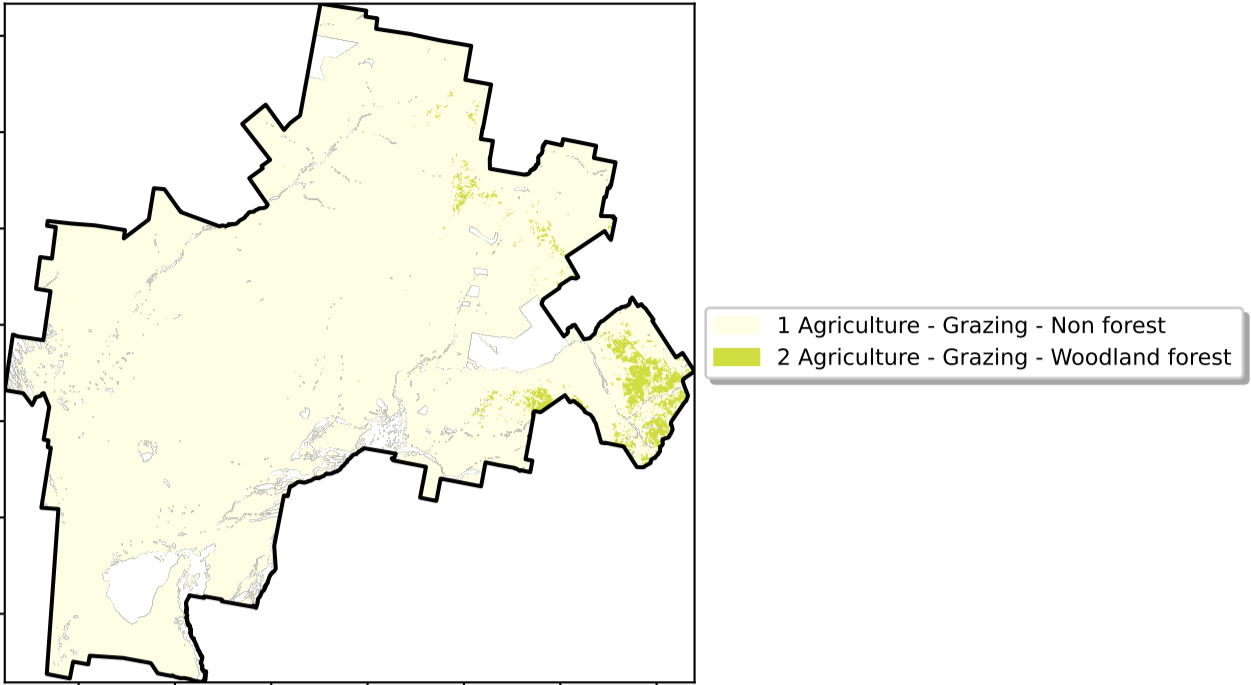 1 Agriculture - Grazing - Non forest
2 Agriculture - Grazing - Woodland forest